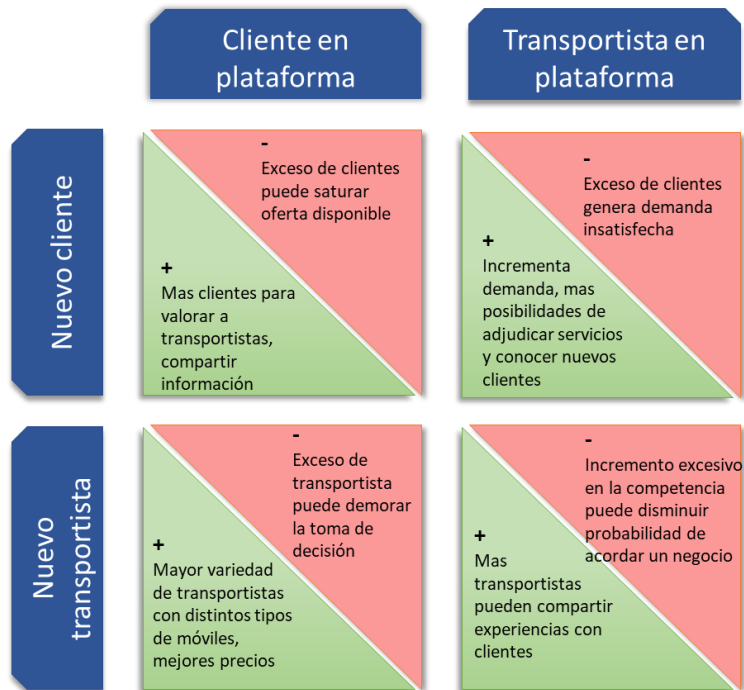 Cliente en
plataforma
Transportista en
plataforma
Nuevo cliente
-
Exceso de clientes
puede saturar
oferta disponible
+
Mas clientes para
valorar a
transportistas,
compartir
información
-
Exceso de clientes
genera demanda
insatisfecha
+
Incrementa
demanda, mas
posibilidades de
adjudicar servicios
y conocer nuevos
clientes
Nuevo
transportista
-
Exceso de
transportista
puede demorar
la toma de
decisión
+
Mayor variedad
de transportistas
con distintos tipos
de móviles,
mejores precios
-
Incremento excesivo
en la competencia
puede disminuir
probabilidad de
acordar un negocio
+
Mas
transportistas
pueden compartir
experiencias con
clientes